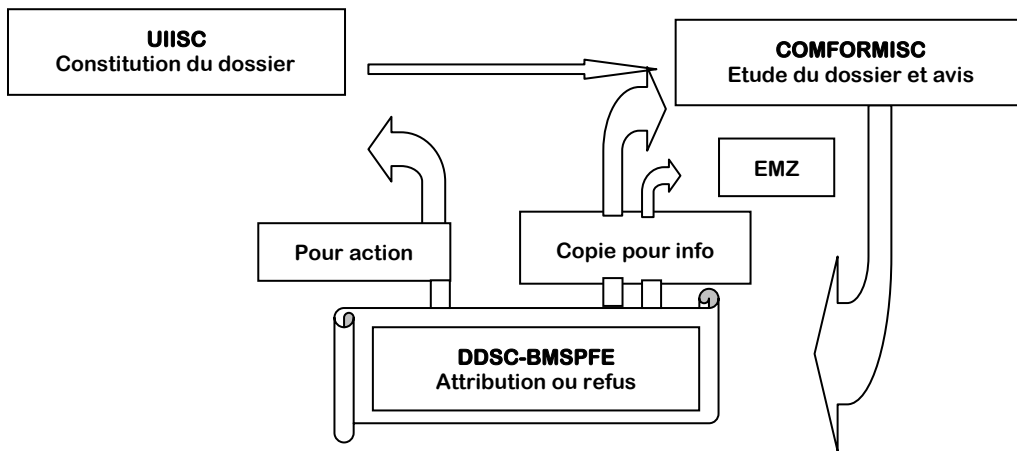 UIISC
Constitution du dossier
COMFORMISC
Etude du dossier et avis
EMZ
Pour action
Copie pour info
DDSC-BMSPFE
Attribution ou refus